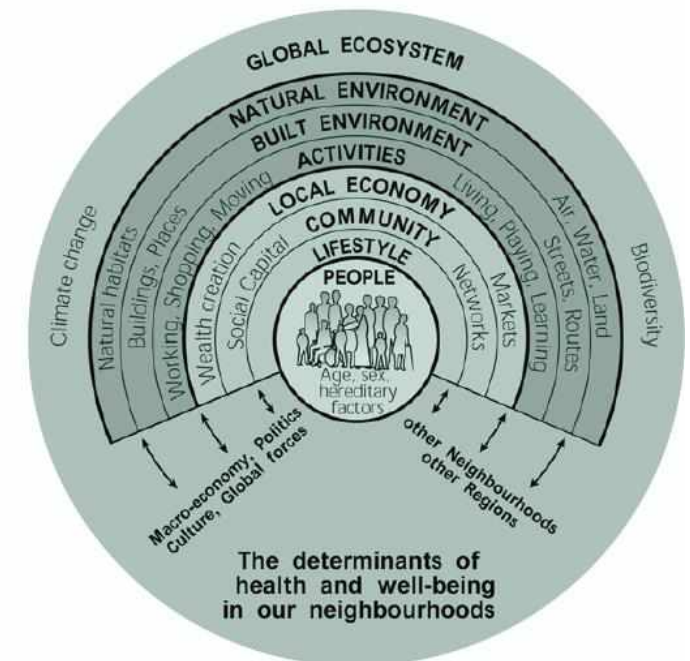 GLOBAL ECOSYSTEM
NATURAL ENVIRONMENT
BUILT ENVIRONMENT
ACTIVITIES
LOCAL ECONOMY
COMMUNITY
LIFESTYLE
PEOPLE
Age, sex,
hereditary
factors
Climate change
Natural habitats
Buildings, Places
Working, Shopping, Moving
Wealth creation
Social Capital
Networks
Markets
Living, Playing, Learning
Streets, Routes
Air, Water, Land
Biodiversity
Macro-economy, Politics
Culture, Global forces
other Neighbourhoods
other Regions
The determinants of
health and well-being
in our neighbourhoods